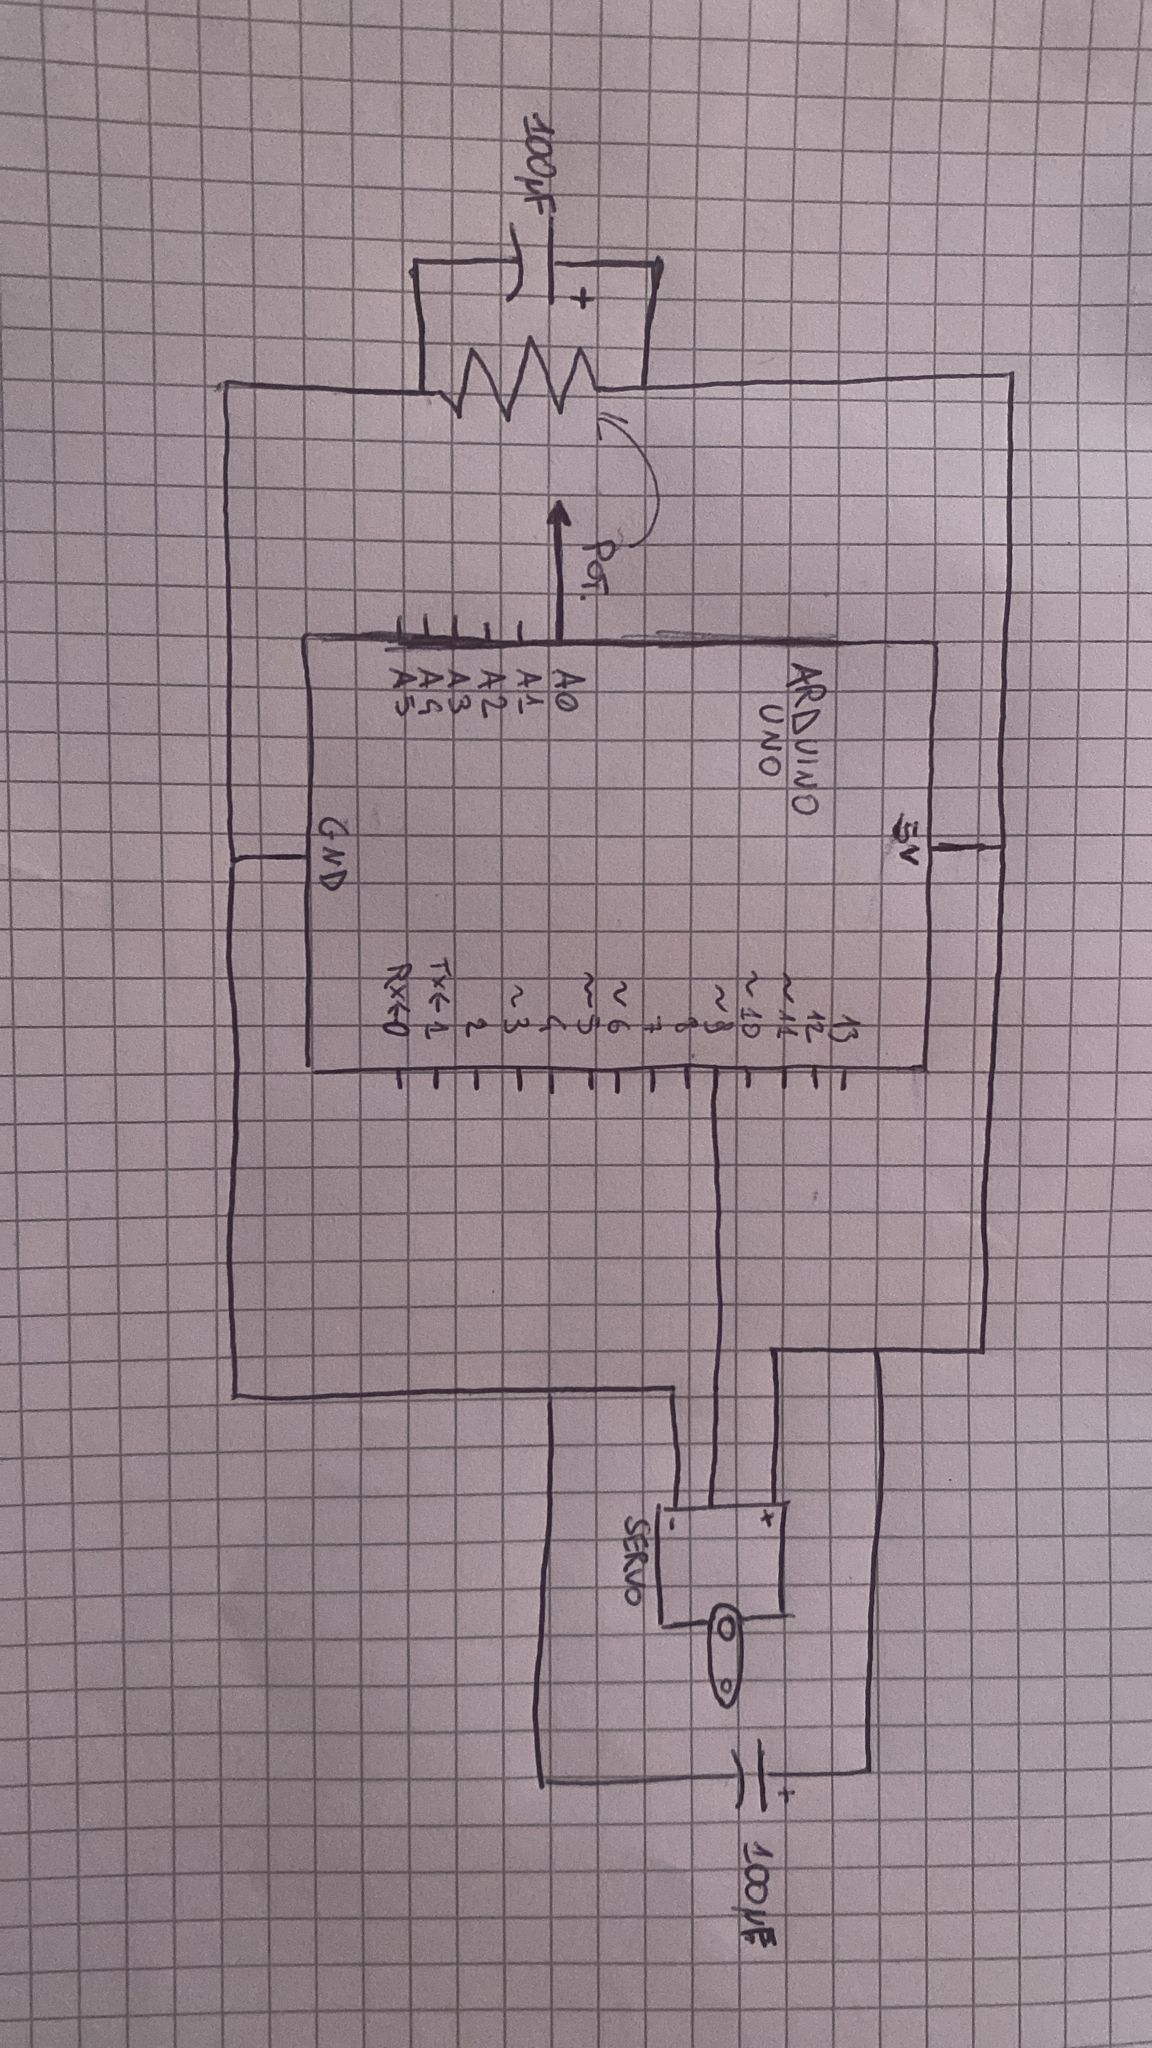 100µF
+
Pot.
ARDUINO
UNO
5V
GND
A0
A1
A2
A3
A4
A5
13
12
~11
~10
~9
8
7
~6
~5
4
~3
2
TX←1
RX←0
+
-
SERVO
+
100µF